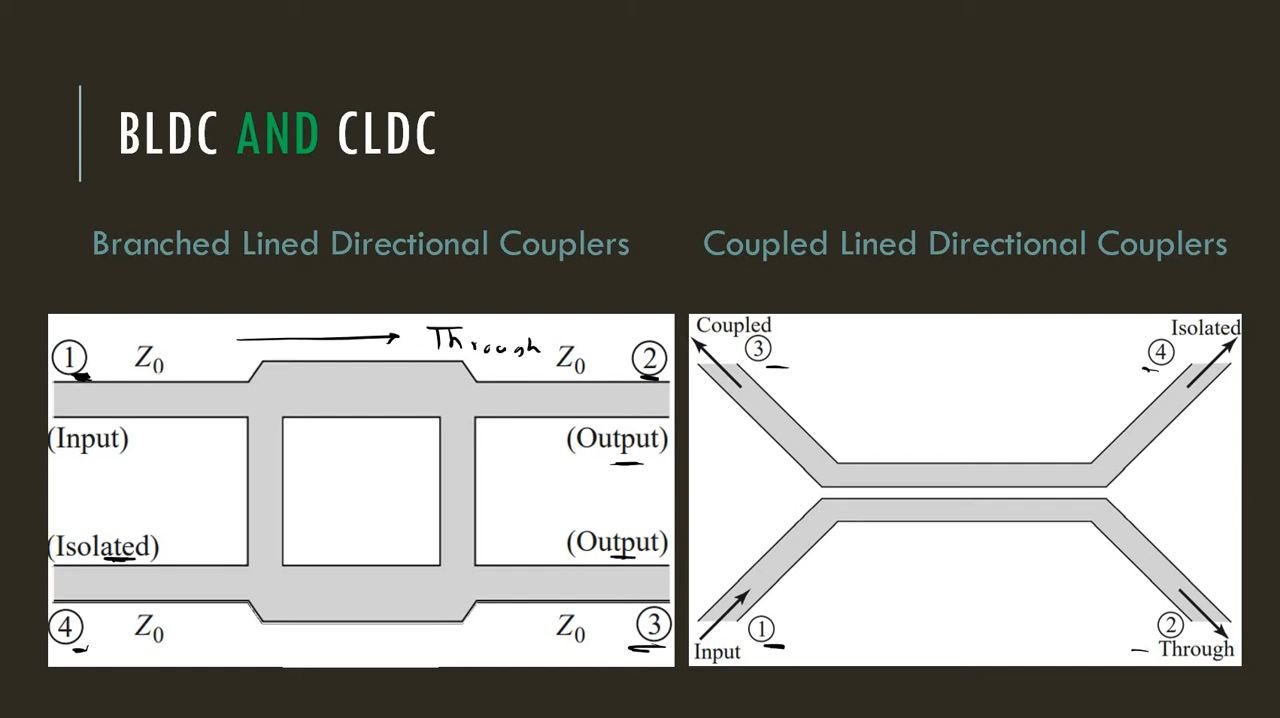 BLDC AND CLDC
Branched Lined Directional Couplers
Coupled Lined Directional Couplers
Through
1 Z0 Z0 2
(Input) (Output)
(Isolated) (Output)
4 Z0 Z0 3
Coupled Isolated
3 4
1 2
Input Through